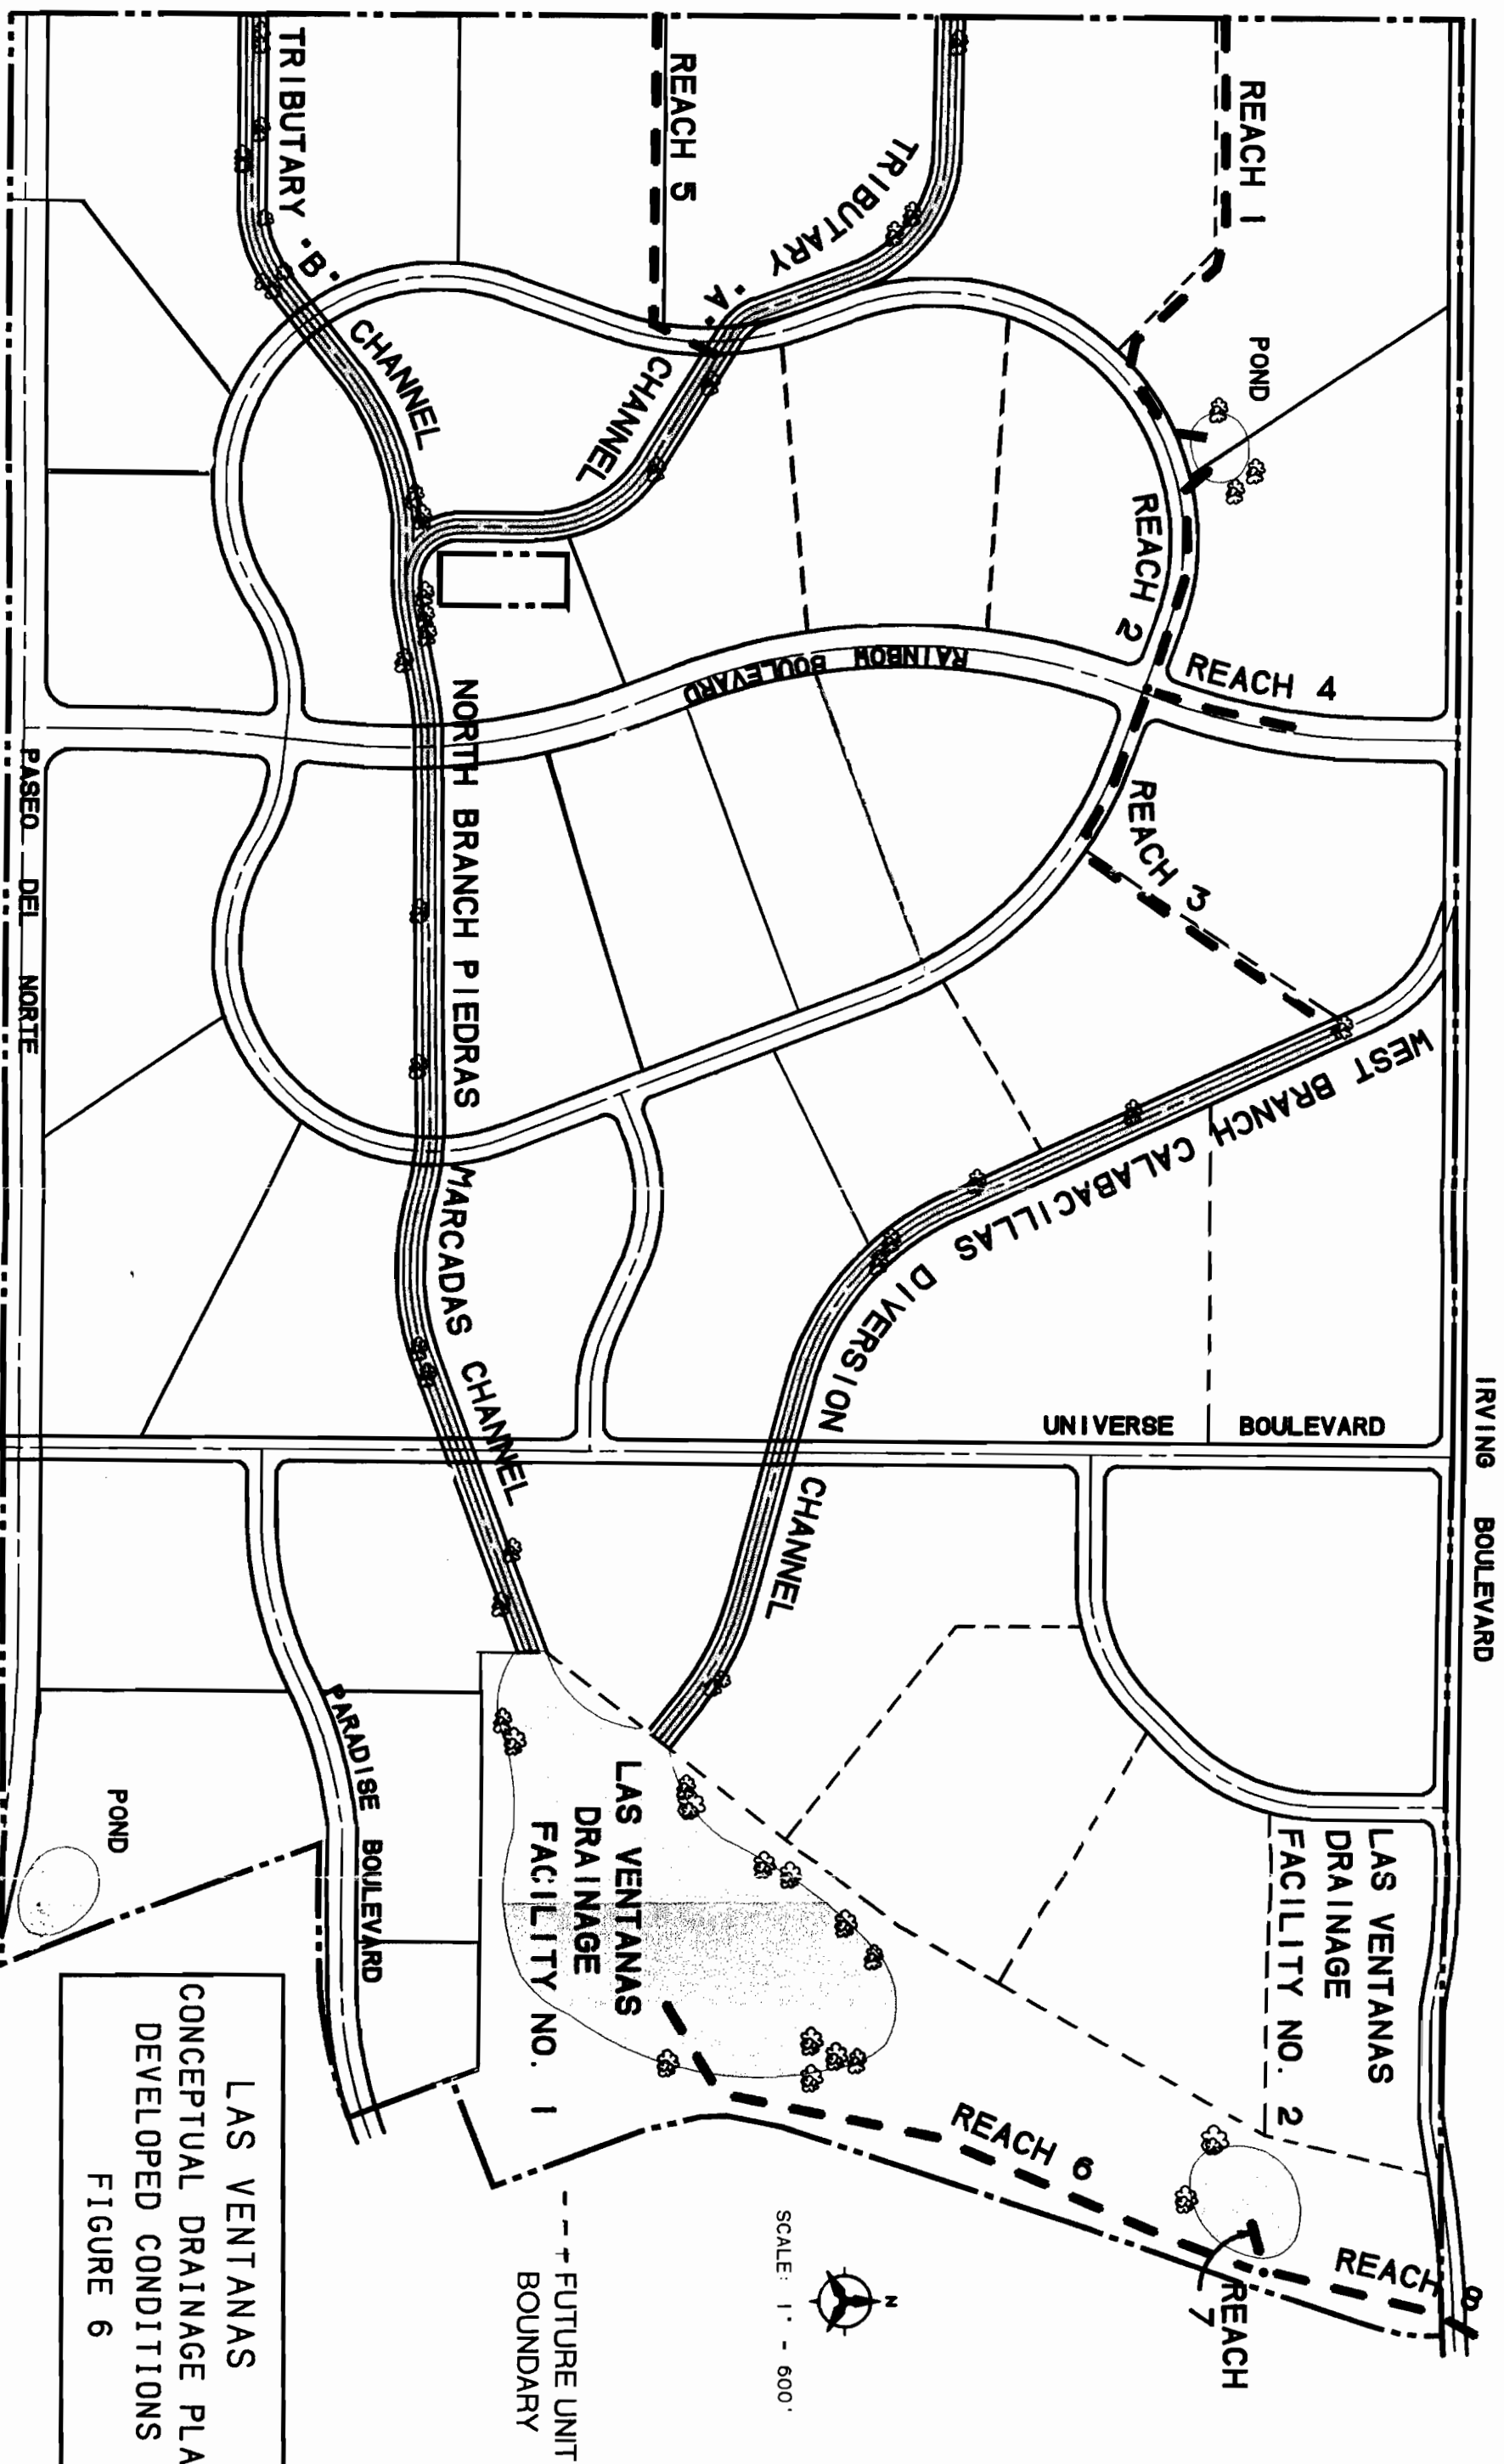 IRVING BOULEVARD
REACH 1
POND
TRIBUTARY "A" CHANNEL
REACH 5
TRIBUTARY "B" CHANNEL
REACH 2
REACH 4
REACH 3
RAINBOW BOULEVARD
NORTH BRANCH PIEDRAS MARCADAS CHANNEL
PASEO DEL NORTE
WEST BRANCH CALABACILLAS DIVERSION CHANNEL
UNIVERSE BOULEVARD
PARADISE BOULEVARD
POND
LAS VENTANAS
DRAINAGE
FACILITY NO. 1
LAS VENTANAS
DRAINAGE
FACILITY NO. 2
REACH 6
REACH
7
REACH 8
N
SCALE: 1" - 600'
FUTURE UNIT
BOUNDARY
LAS VENTANAS
CONCEPTUAL DRAINAGE PLA
DEVELOPED CONDITIONS
FIGURE 6